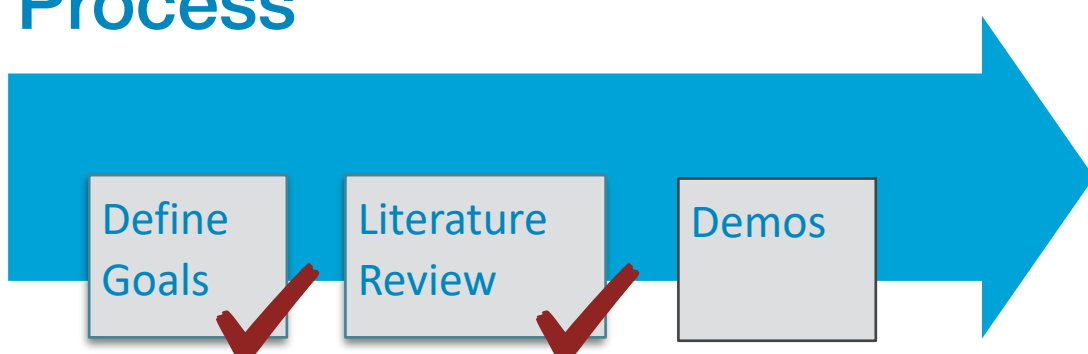 Process
Define
Goals
Literature
Review
Demos